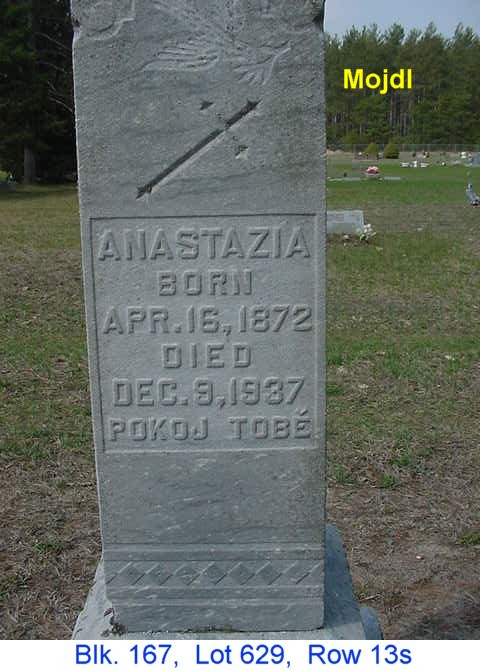 Mojdl
ANASTAZIA
BORN
APR. 16, 1872
DIED
DEC. 9, 1937
POKOJ TOBĚ
Blk. 167, Lot 629, Row 13s